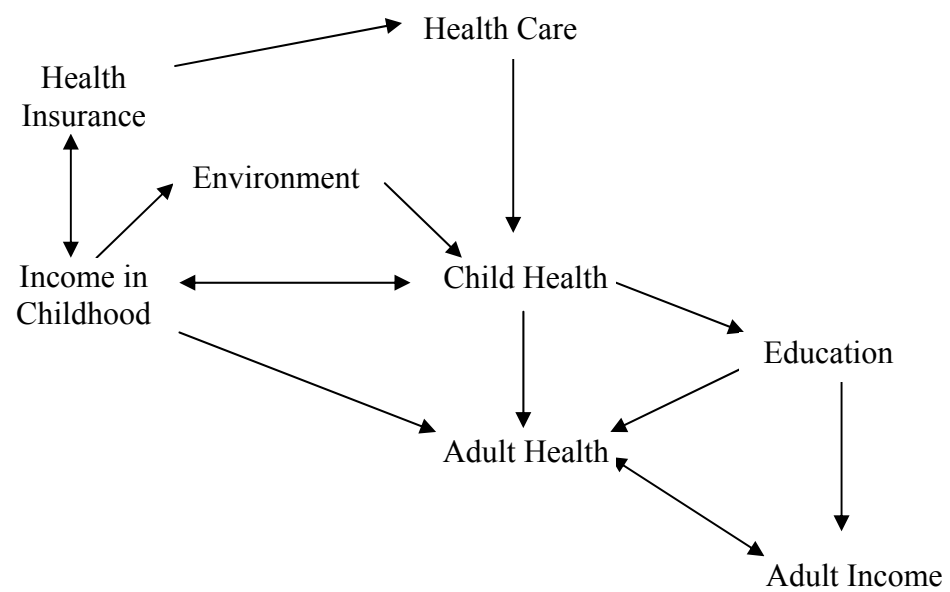 Health Care
Health
Insurance
Environment
Income in
Childhood
Child Health
Education
Adult Health
Adult Income